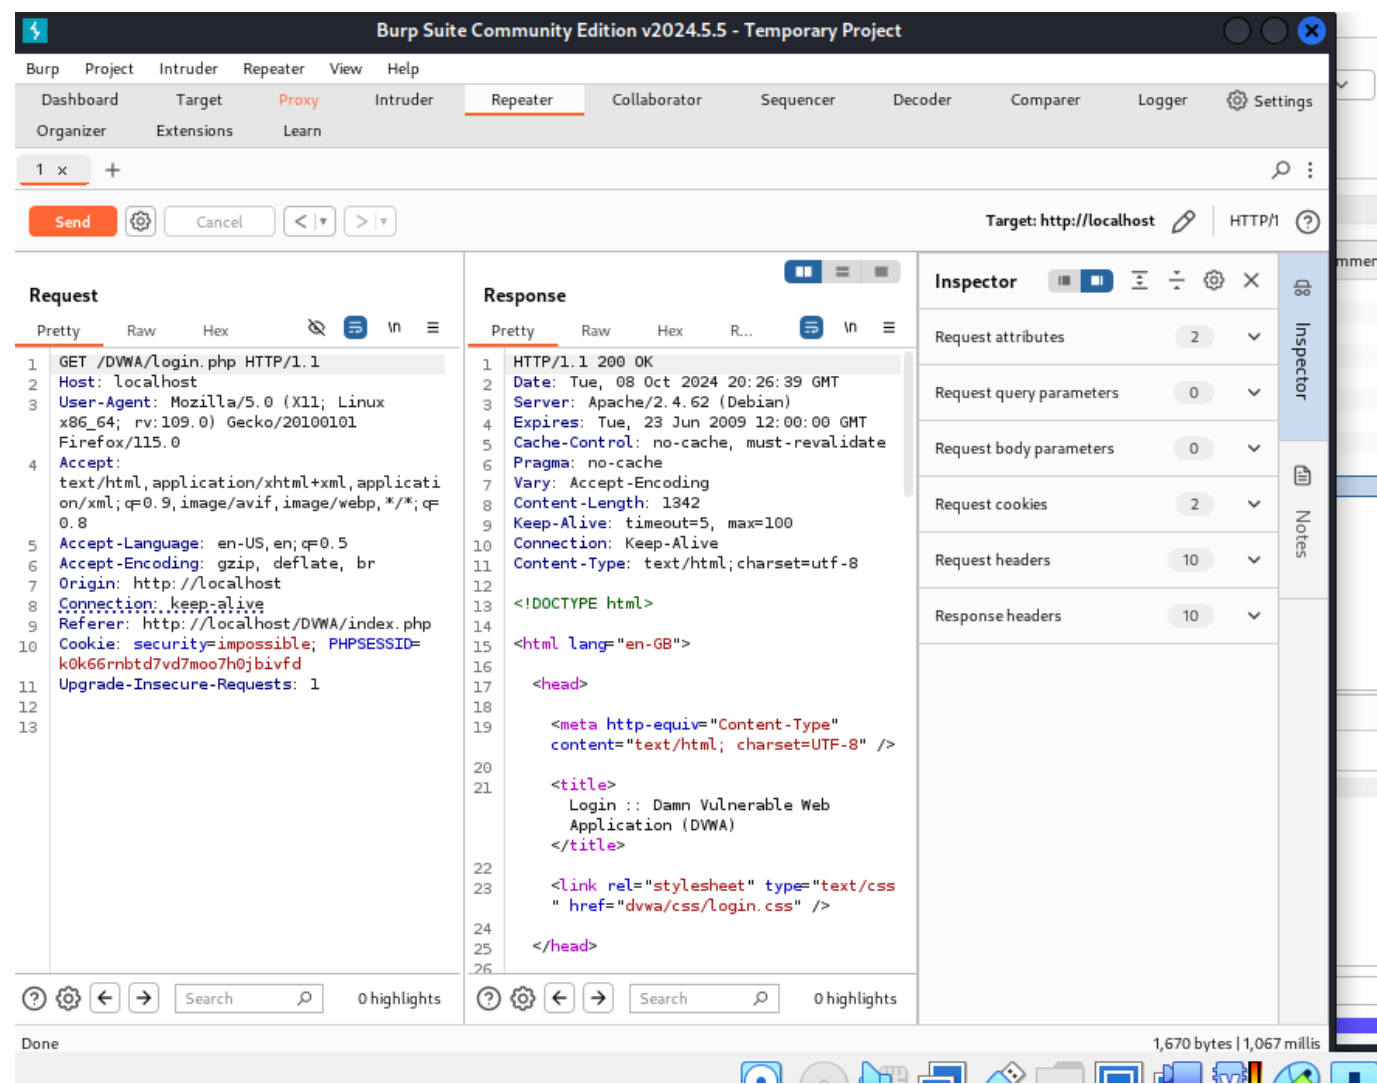 Burp Suite Community Edition v2024.5.5 - Temporary Project
Burp Project Intruder Repeater View Help
Dashboard Target Proxy Intruder Repeater Collaborator Sequencer Decoder Comparer Logger Settings
Organizer Extensions Learn
1 × +
Send Cancel < > Target: http://localhost HTTP/1
Request
Pretty Raw Hex \n
1 GET /DVWA/login.php HTTP/1.1
2 Host: localhost
3 User-Agent: Mozilla/5.0 (X11; Linux
x86_64; rv:109.0) Gecko/20100101
Firefox/115.0
4 Accept:
text/html,application/xhtml+xml,applicati
on/xml;q=0.9,image/avif,image/webp,*/*;q=
0.8
5 Accept-Language: en-US,en;q=0.5
6 Accept-Encoding: gzip, deflate, br
7 Origin: http://localhost
8 Connection: keep-alive
9 Referer: http://localhost/DVWA/index.php
10 Cookie: security=impossible; PHPSESSID=
k0k66rnbtd7vd7moo7h0jbivfd
11 Upgrade-Insecure-Requests: 1
12
13
Search 0 highlights
Response
Pretty Raw Hex R... \n
1 HTTP/1.1 200 OK
2 Date: Tue, 08 Oct 2024 20:26:39 GMT
3 Server: Apache/2.4.62 (Debian)
4 Expires: Tue, 23 Jun 2009 12:00:00 GMT
5 Cache-Control: no-cache, must-revalidate
6 Pragma: no-cache
7 Vary: Accept-Encoding
8 Content-Length: 1342
9 Keep-Alive: timeout=5, max=100
10 Connection: Keep-Alive
11 Content-Type: text/html;charset=utf-8
12
13 <!DOCTYPE html>
14
15 <html lang="en-GB">
16
17 <head>
18
19 <meta http-equiv="Content-Type"
content="text/html; charset=UTF-8" />
20
21 <title>
Login :: Damn Vulnerable Web
Application (DVWA)
</title>
22
23 <link rel="stylesheet" type="text/css
" href="dvwa/css/login.css" />
24
25 </head>
26
Search 0 highlights
Inspector
Request attributes 2
Request query parameters 0
Request body parameters 0
Request cookies 2
Request headers 10
Response headers 10
Inspector
Notes
Done 1,670 bytes | 1,067 millis